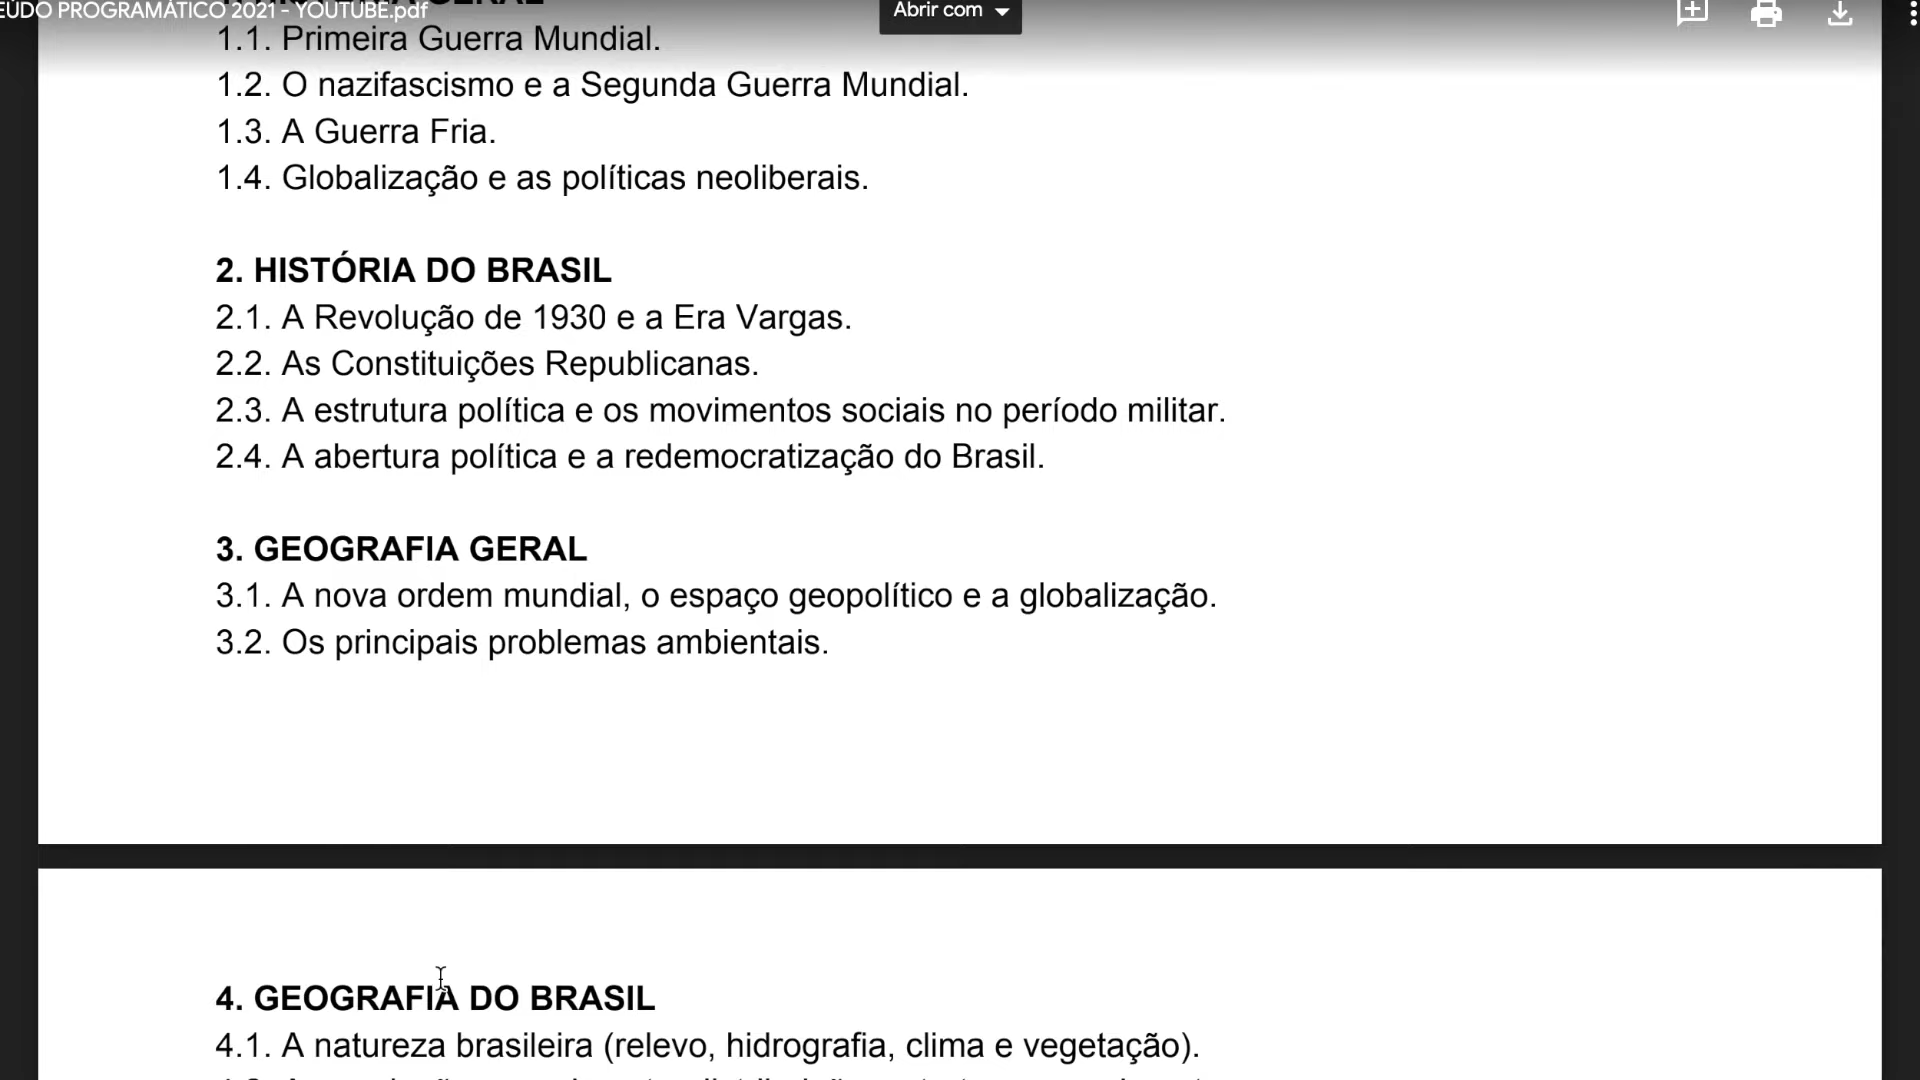 EÚDO PROGRAMÁTICO 2021 - YOUTUBE.pdf
Abrir com
GERAL
1.1. Primeira Guerra Mundial.
1.2. O nazifascismo e a Segunda Guerra Mundial.
1.3. A Guerra Fria.
1.4. Globalização e as políticas neoliberais.
2. HISTÓRIA DO BRASIL
2.1. A Revolução de 1930 e a Era Vargas.
2.2. As Constituições Republicanas.
2.3. A estrutura política e os movimentos sociais no período militar.
2.4. A abertura política e a redemocratização do Brasil.
3. GEOGRAFIA GERAL
3.1. A nova ordem mundial, o espaço geopolítico e a globalização.
3.2. Os principais problemas ambientais.
4. GEOGRAFIA DO BRASIL
4.1. A natureza brasileira (relevo, hidrografia, clima e vegetação).